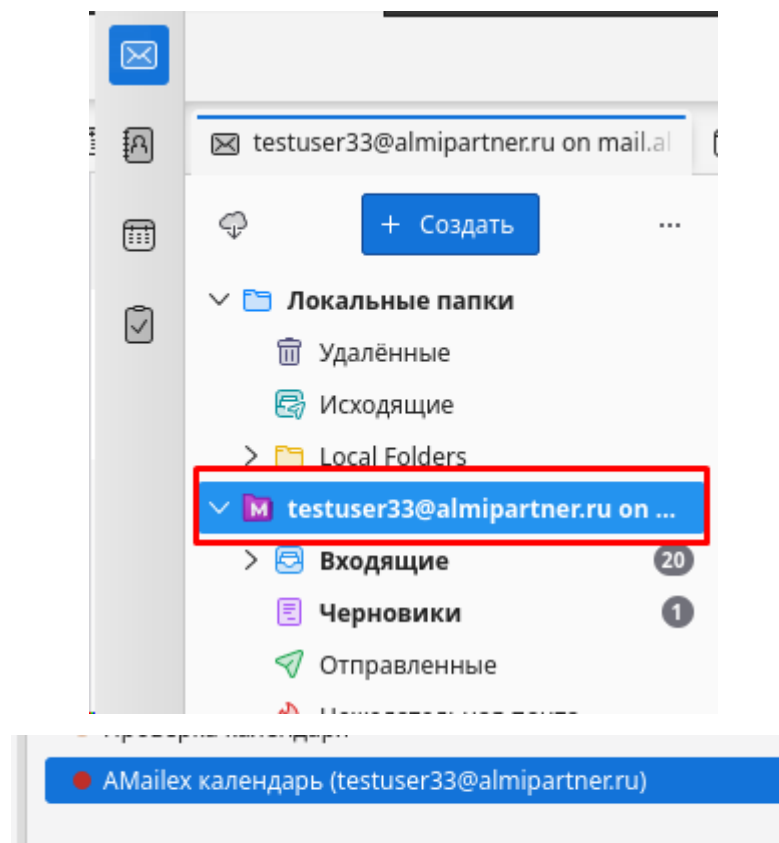 testuser33@almipartner.ru on mail.al
+ Создать
Локальные папки
Удалённые
Исходящие
Local Folders
testuser33@almipartner.ru on ...
Входящие 20
Черновики 1
Отправленные
AMailex календарь (testuser33@almipartner.ru)